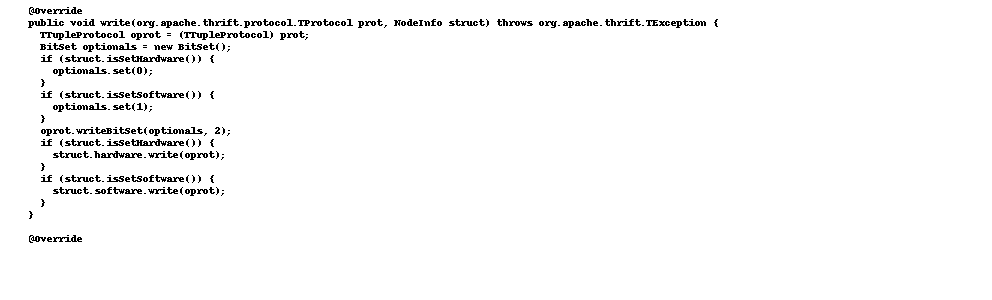 @Override
public void write(org.apache.thrift.protocol.TProtocol prot, NodeInfo struct) throws org.apache.thrift.TException {
  TTupleProtocol oprot = (TTupleProtocol) prot;
  BitSet optionals = new BitSet();
  if (struct.isSetHardware()) {
    optionals.set(0);
  }
  if (struct.isSetSoftware()) {
    optionals.set(1);
  }
  oprot.writeBitSet(optionals, 2);
  if (struct.isSetHardware()) {
    struct.hardware.write(oprot);
  }
  if (struct.isSetSoftware()) {
    struct.software.write(oprot);
  }
}

@Override